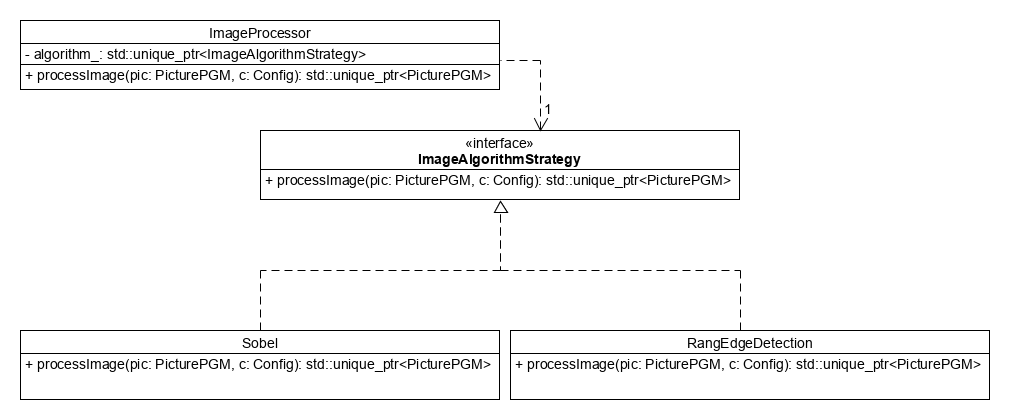 ImageProcessor
- algorithm_: std::unique_ptr<ImageAlgorithmStrategy>
+ processImage(pic: PicturePGM, c: Config): std::unique_ptr<PicturePGM>
1
«interface»
ImageAlgorithmStrategy
+ processImage(pic: PicturePGM, c: Config): std::unique_ptr<PicturePGM>
Sobel
+ processImage(pic: PicturePGM, c: Config): std::unique_ptr<PicturePGM>
RangEdgeDetection
+ processImage(pic: PicturePGM, c: Config): std::unique_ptr<PicturePGM>